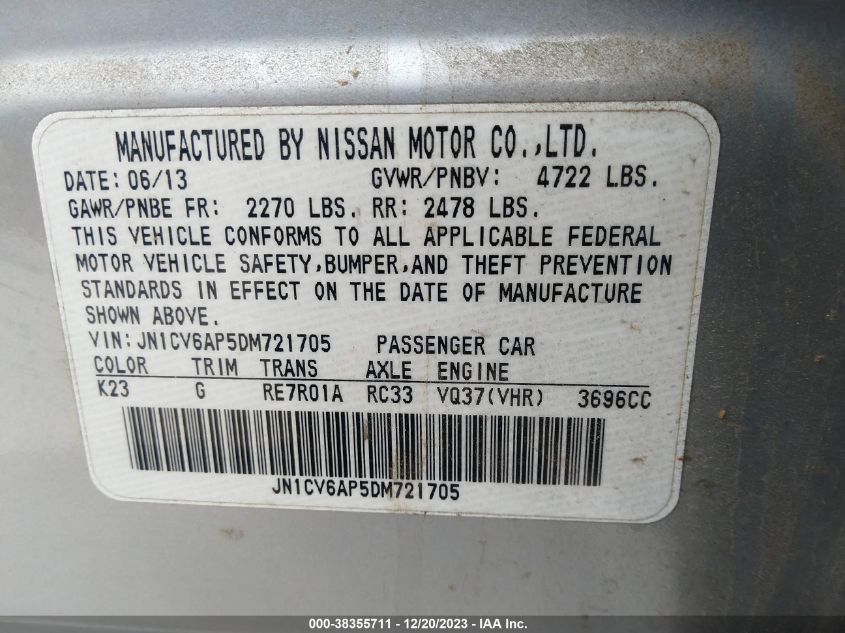 MANUFACTURED BY NISSAN MOTOR CO.,LTD.
DATE: 06/13 GVWR/PNBV: 4722 LBS.
GAWR/PNBE FR: 2270 LBS. RR: 2478 LBS.
THIS VEHICLE CONFORMS TO ALL APPLICABLE FEDERAL
MOTOR VEHICLE SAFETY,BUMPER,AND THEFT PREVENTION
STANDARDS IN EFFECT ON THE DATE OF MANUFACTURE
SHOWN ABOVE.
VIN: JN1CV6AP5DM721705 PASSENGER CAR
COLOR TRIM TRANS AXLE ENGINE
K23 G RE7R01A RC33 VQ37(VHR) 3696CC
JN1CV6AP5DM721705
000-38355711 - 12/20/2023 - IAA Inc.